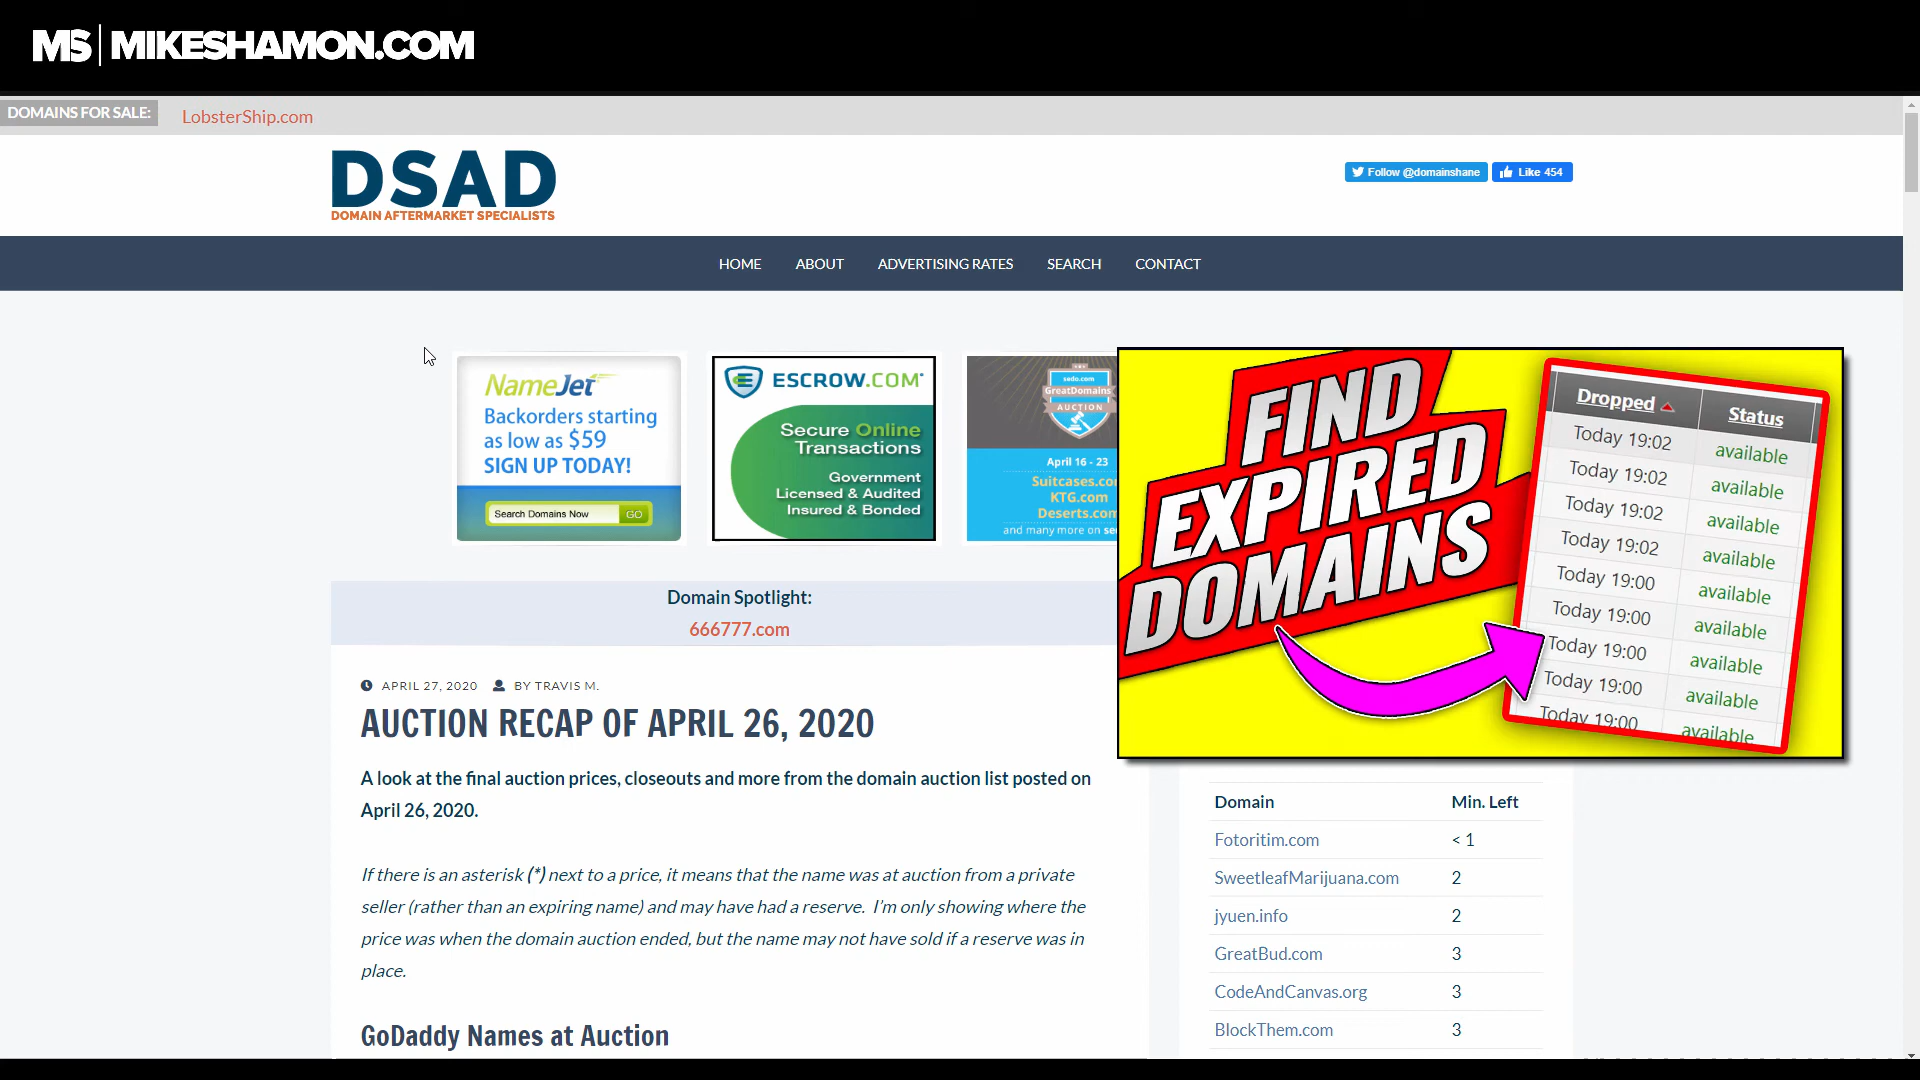 MS | MIKESHAMON.COM
DOMAINS FOR SALE:
LobsterShip.com
DSAD
DOMAIN AFTERMARKET SPECIALISTS
Follow @domainshane
Like 454
HOME ABOUT ADVERTISING RATES SEARCH CONTACT
NameJet
Backorders starting
as low as $59
SIGN UP TODAY!
Search Domains Now GO
ESCROW.COM
Secure Online
Transactions
Government
Licensed & Audited
Insured & Bonded
sedo.com
GreatDomains
AUCTION
April 16 - 23
Suitcases.co
KTG.com
Deserts.com
and many more on se
FIND
EXPIRED
DOMAINS
Dropped Status
Today 19:02 available
Today 19:02 available
Today 19:02 available
Today 19:02 available
Today 19:00 available
Today 19:00 available
Today 19:00 available
Today 19:00 available
Today 19:00 available
Domain Spotlight:
666777.com
APRIL 27, 2020 BY TRAVIS M.
AUCTION RECAP OF APRIL 26, 2020
A look at the final auction prices, closeouts and more from the domain auction list posted on
April 26, 2020.
If there is an asterisk (*) next to a price, it means that the name was at auction from a private
seller (rather than an expiring name) and may have had a reserve. I'm only showing where the
price was when the domain auction ended, but the name may not have sold if a reserve was in
place.
GoDaddy Names at Auction
Domain Min. Left
Fotoritim.com < 1
SweetleafMarijuana.com 2
jyuen.info 2
GreatBud.com 3
CodeAndCanvas.org 3
BlockThem.com 3